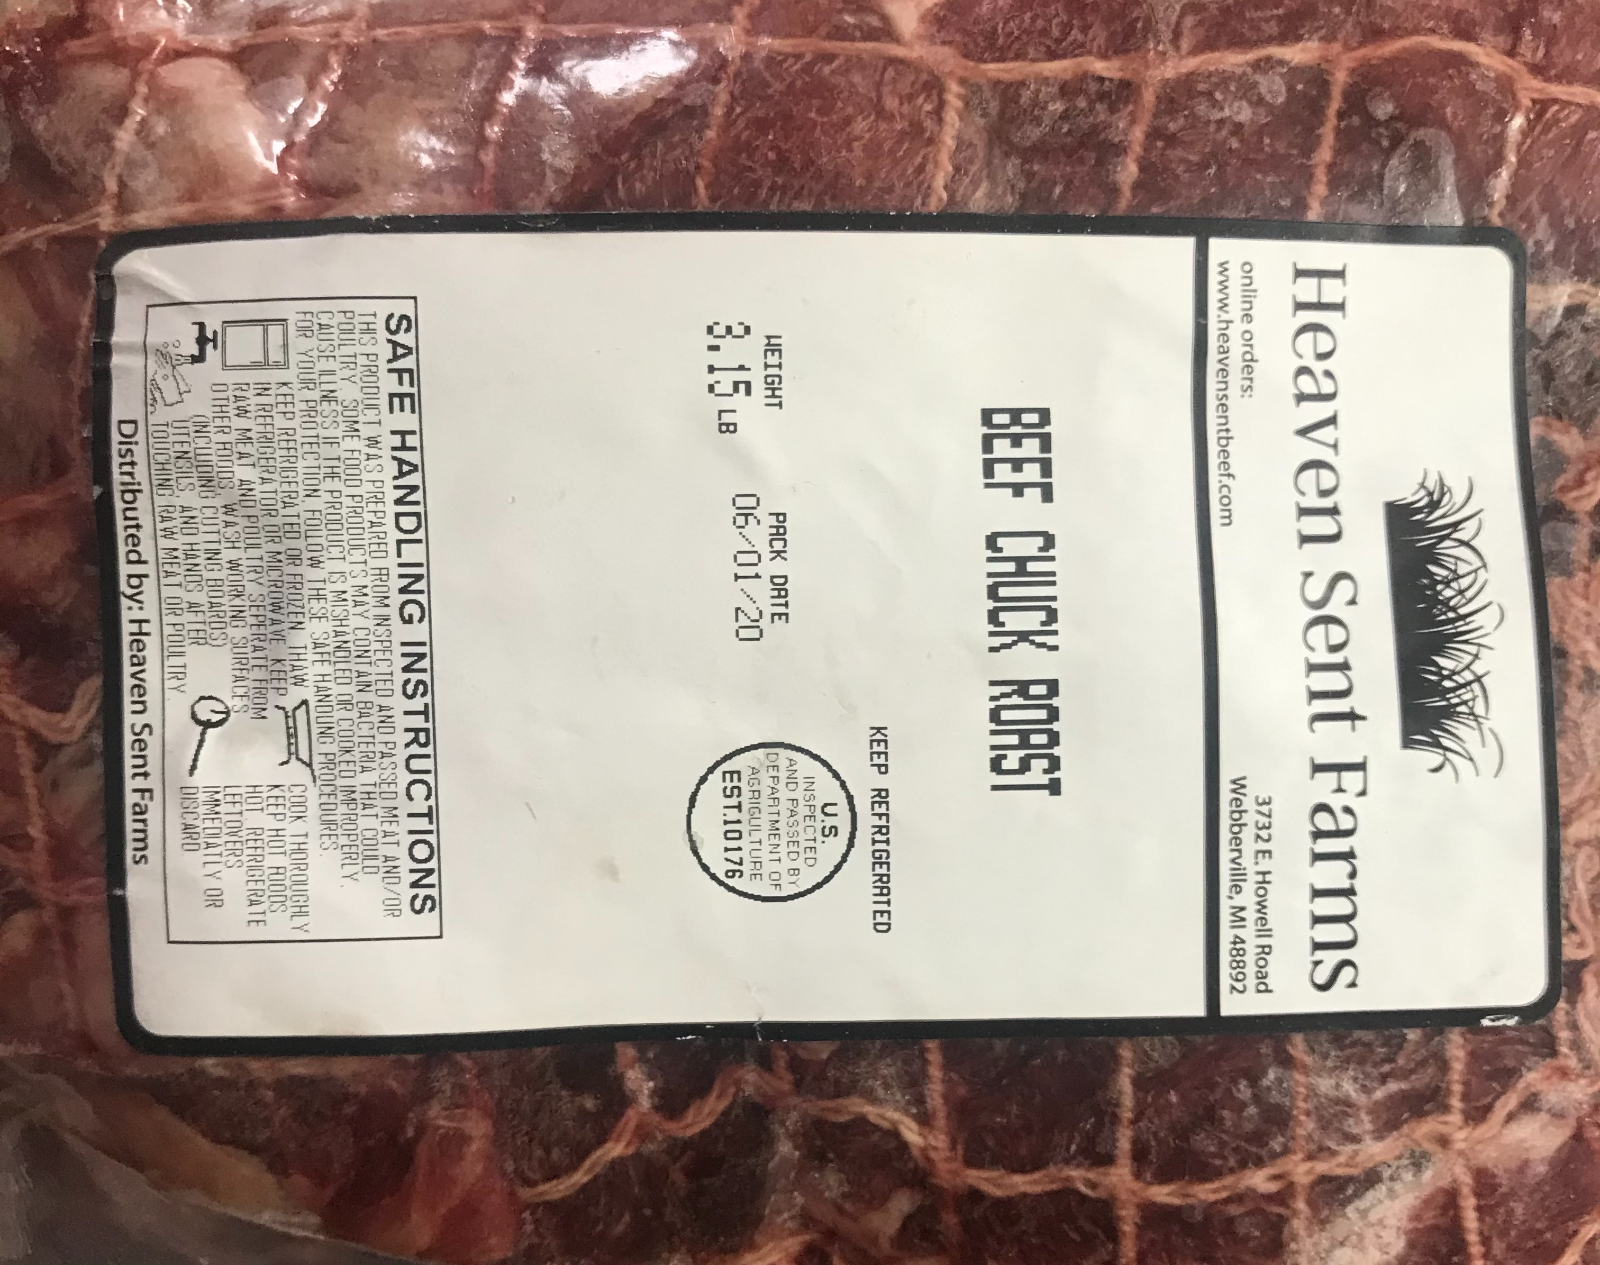 Heaven Sent Farms
online orders:
www.heavensentbeef.com
3732 E. Howell Road
Webberville, MI 48892
BEEF CHUCK ROAST
KEEP REFRIGERATED
WEIGHT
3.15 LB
PACK DATE
06/01/20
U.S.
INSPECTED
AND PASSED BY
DEPARTMENT OF
AGRICULTURE
EST.10176
SAFE HANDLING INSTRUCTIONS
THIS PRODUCT WAS PREPARED FROM INSPECTED AND PASSED MEAT AND/OR
POULTRY. SOME FOOD PRODUCTS MAY CONTAIN BACTERIA THAT COULD
CAUSE ILLNESS IF THE PRODUCT IS MISHANDLED OR COOKED IMPROPERLY.
FOR YOUR PROTECTION, FOLLOW THESE SAFE HANDLING PROCEDURES.
KEEP REFRIGERATED OR FROZEN. THAW
IN REFRIGERATOR OR MICROWAVE. KEEP
RAW MEAT AND POULTRY SEPERATE FROM
OTHER FOODS. WASH WORKING SURFACES
(INCLUDING CUTTING BOARDS)
UTENSILS AND HANDS AFTER
TOUCHING RAW MEAT OR POULTRY.
COOK THOROUGHLY
KEEP HOT FOODS
HOT. REFRIGERATE
LEFTOVERS
IMMEDIATLY OR
DISCARD.
Distributed by: Heaven Sent Farms